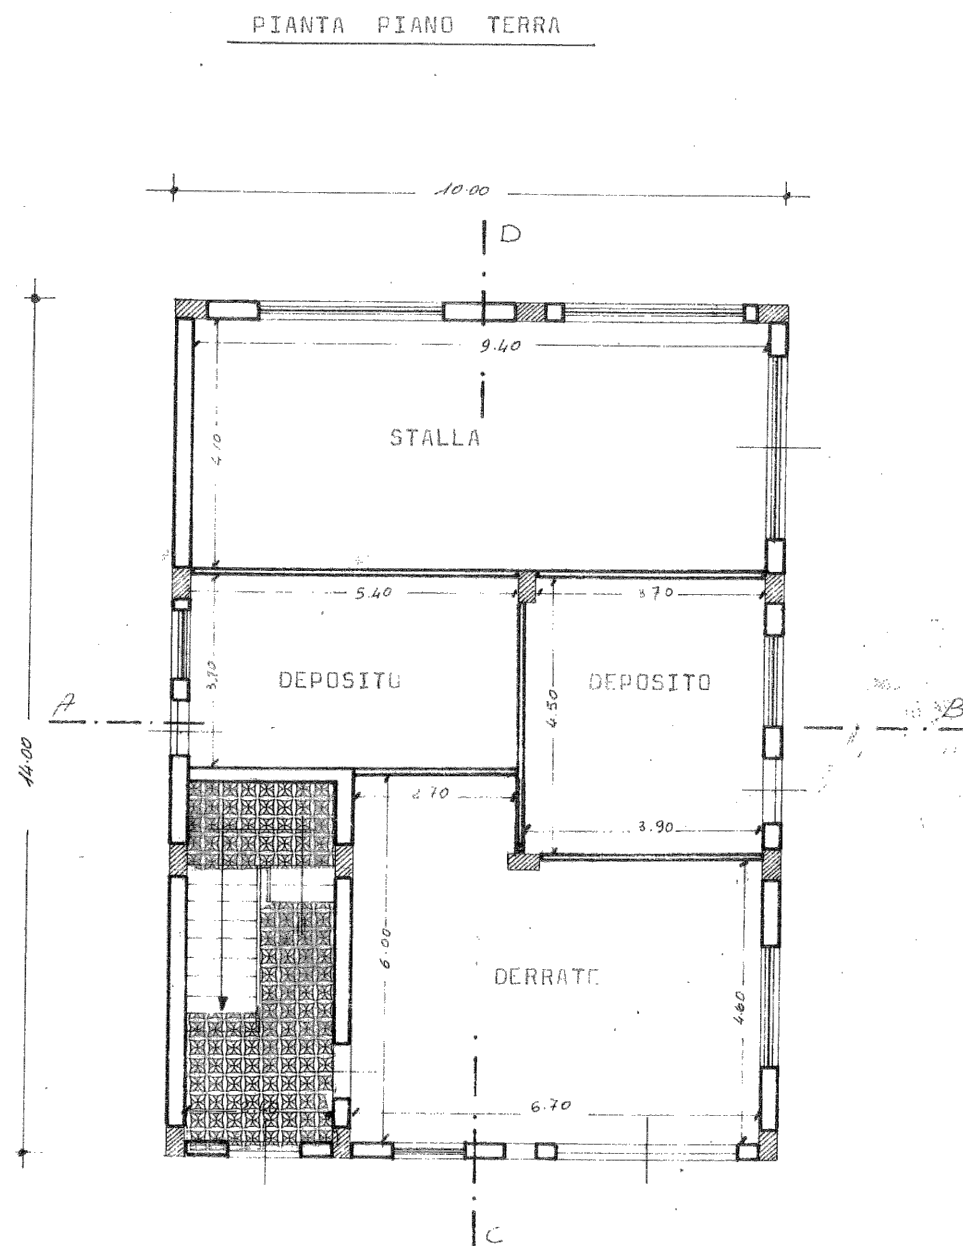 PIANTA PIANO TERRA
10.00
D
9.40
STALLA
4.10
5.40
3.70
3.70
DEPOSITO
DEPOSITO
4.50
A
B
14.00
2.70
3.90
6.00
DERRATE
4.60
6.70
C